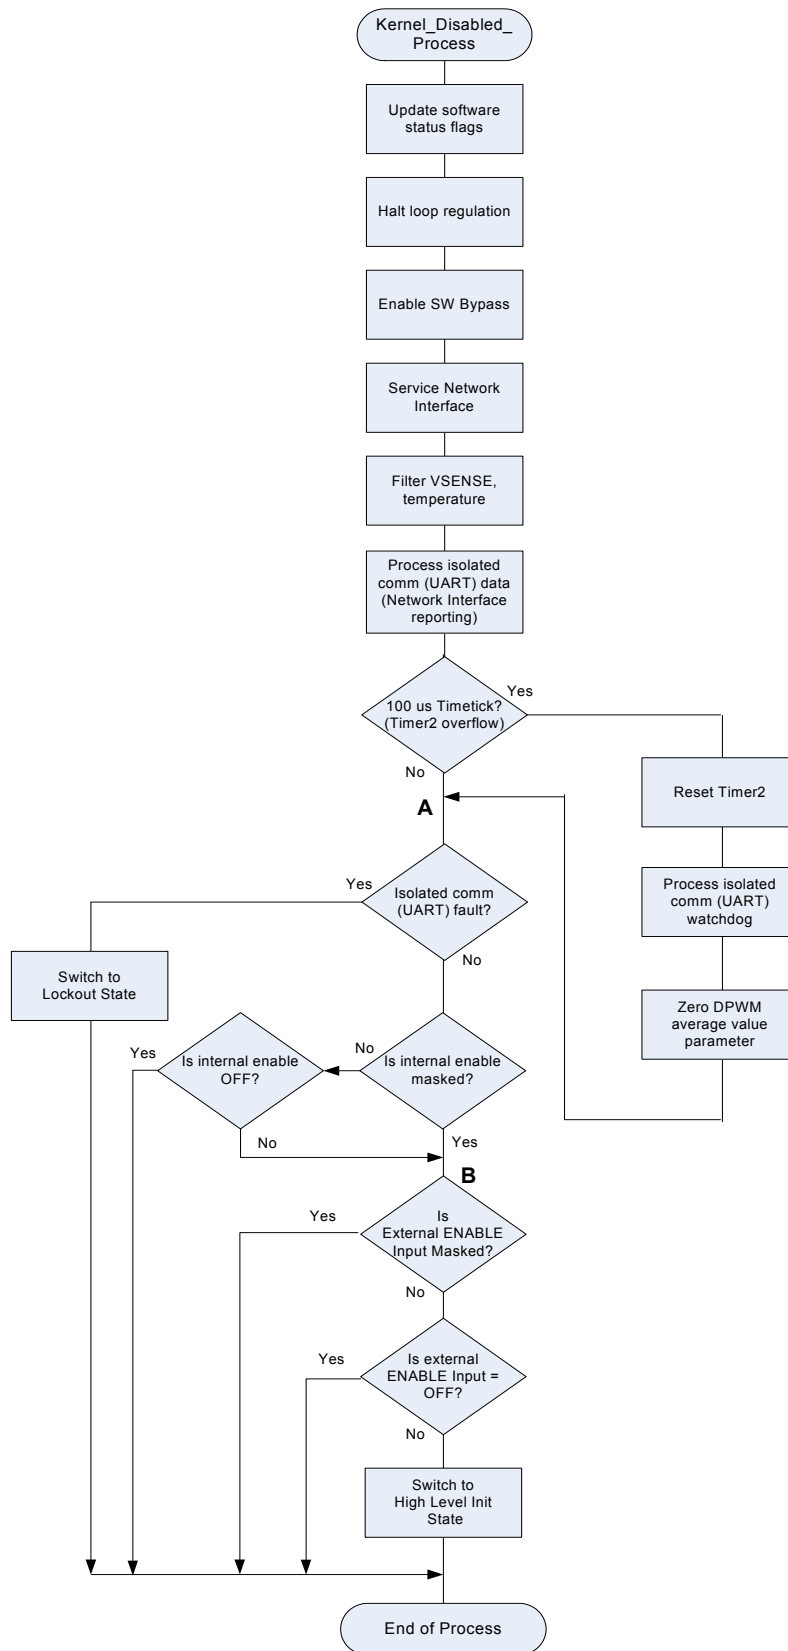 Kernel_Disabled_
Process
Update software
status flags
Halt loop regulation
Enable SW Bypass
Service Network
Interface
Filter VSENSE,
temperature
Process isolated
comm (UART) data
(Network Interface
reporting)
100 us Timetick?
(Timer2 overflow)
Yes
No
Reset Timer2
A
Process isolated
comm (UART)
watchdog
Zero DPWM
average value
parameter
Isolated comm
(UART) fault?
Yes
No
Switch to
Lockout State
Is internal enable
masked?
No
Yes
Is internal enable
OFF?
Yes
No
B
Is
External ENABLE
Input Masked?
Yes
No
Is external
ENABLE Input =
OFF?
Yes
No
Switch to
High Level Init
State
End of Process